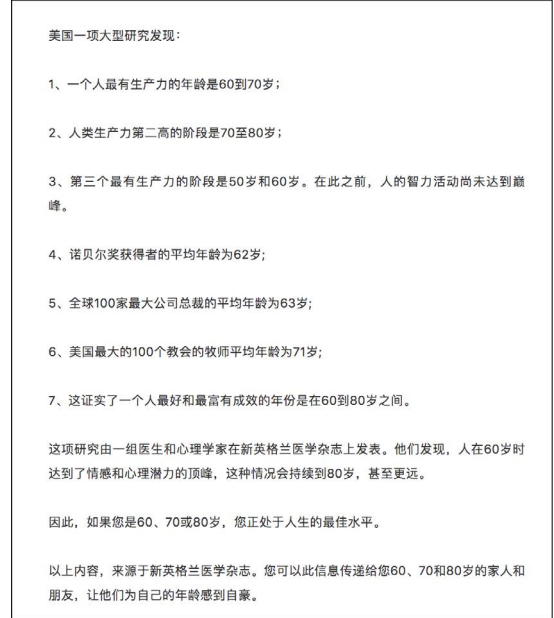 美国一项大型研究发现：
1、一个人最有生产力的年龄是60到70岁；
2、人类生产力第二高的阶段是70至80岁；
3、第三个最有生产力的阶段是50岁和60岁。在此之前，人的智力活动尚未达到巅
峰。
4、诺贝尔奖获得者的平均年龄为62岁;
5、全球100家最大公司总裁的平均年龄为63岁;
6、美国最大的100个教会的牧师平均年龄为71岁;
7、这证实了一个人最好和最富有成效的年份是在60到80岁之间。
这项研究由一组医生和心理学家在新英格兰医学杂志上发表。他们发现，人在60岁时
达到了情感和心理潜力的顶峰，这种情况会持续到80岁，甚至更远。
因此，如果您是60、70或80岁，您正处于人生的最佳水平。
以上内容，来源于新英格兰医学杂志。您可以此信息传递给您60、70和80岁的家人和
朋友，让他们为自己的年龄感到自豪。